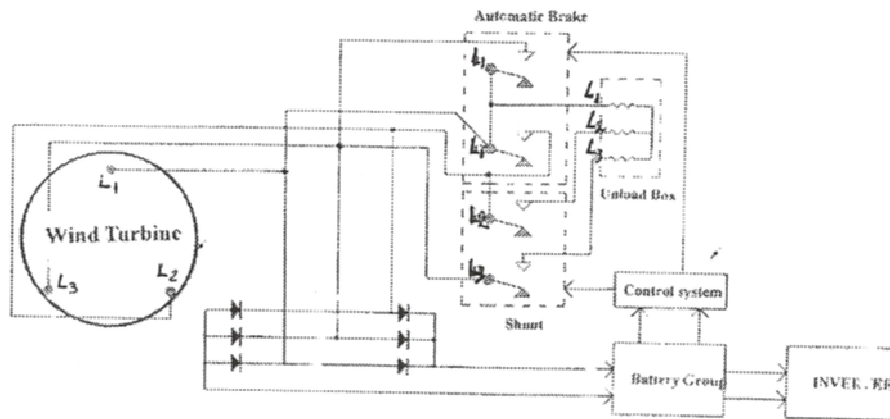 Automatic Brake
L1
L1
L2
L3
L1
L2
L3
Unload Box
Shunt
Wind Turbine
L1
L2
L3
Control system
Battery Group